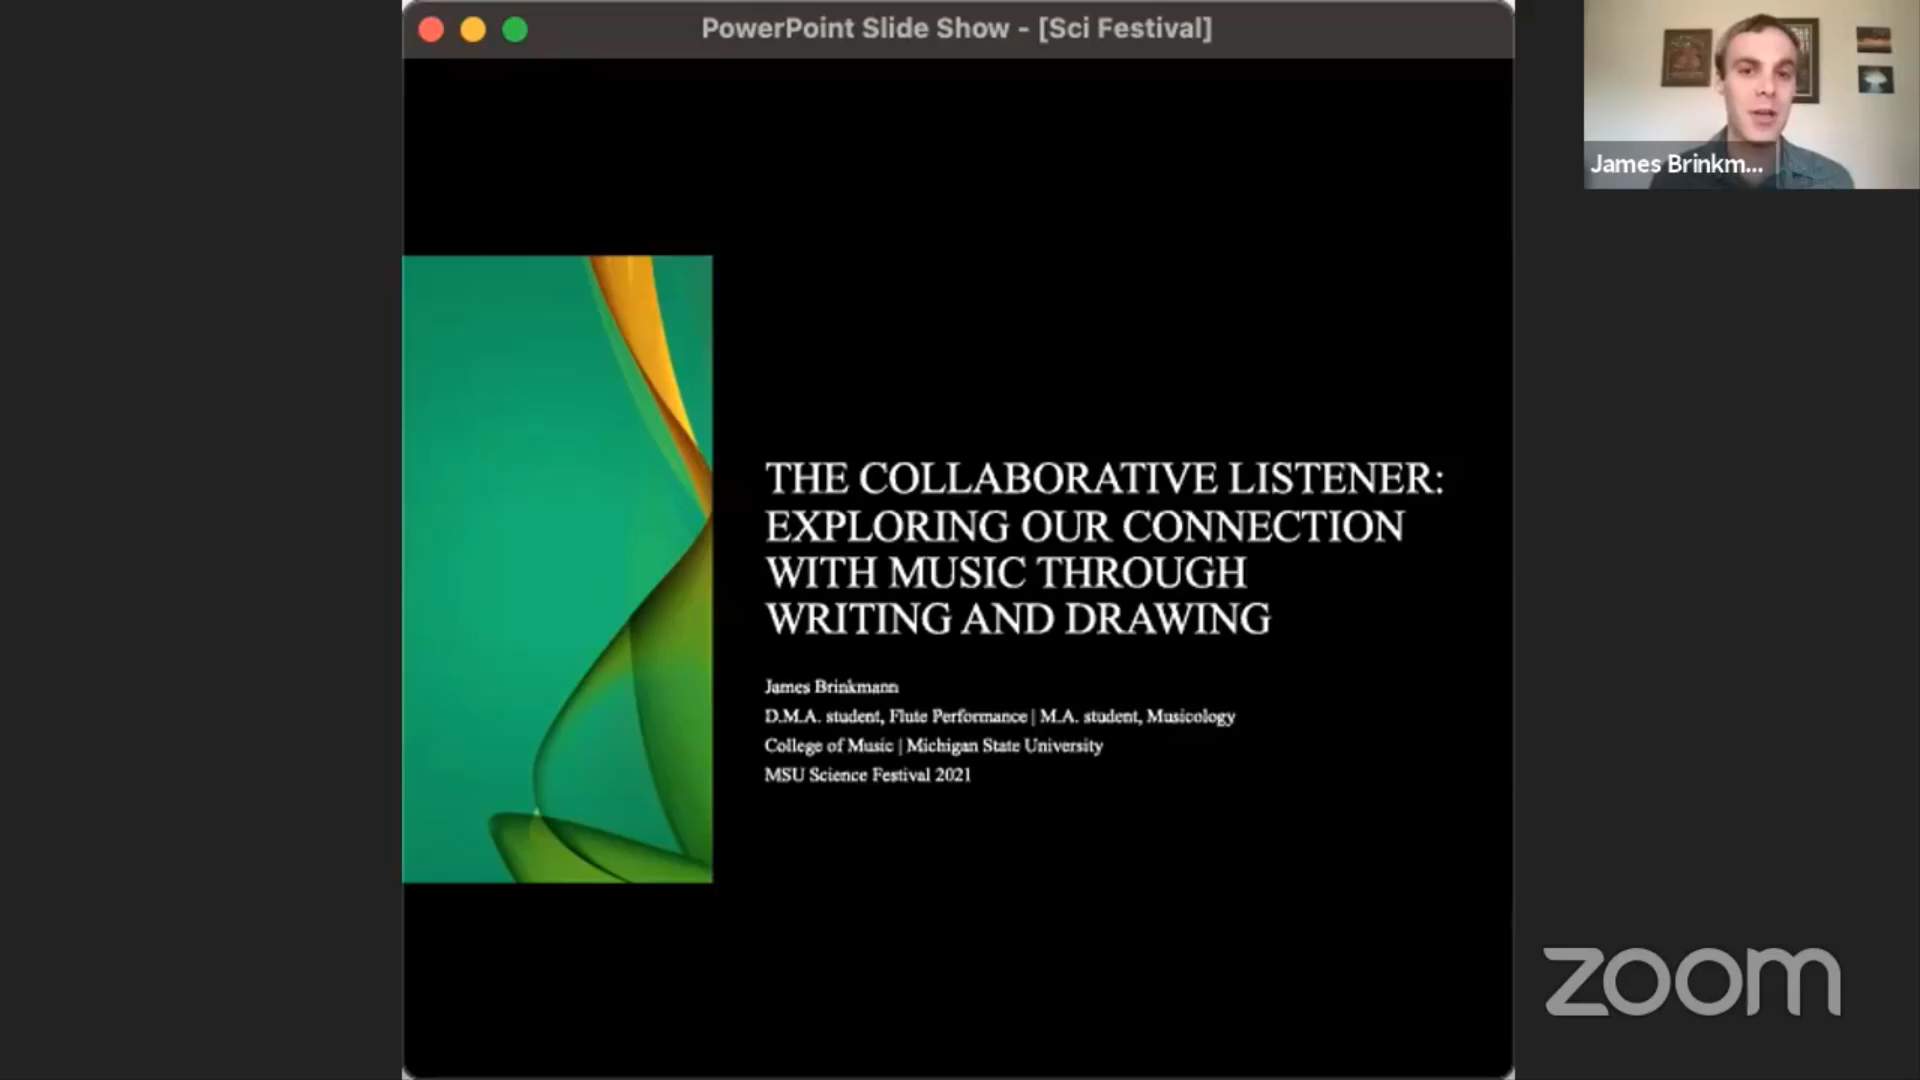 PowerPoint Slide Show - [Sci Festival]
James Brinkm...
THE COLLABORATIVE LISTENER:
EXPLORING OUR CONNECTION
WITH MUSIC THROUGH
WRITING AND DRAWING
James Brinkmann
D.M.A. student, Flute Performance | M.A. student, Musicology
College of Music | Michigan State University
MSU Science Festival 2021
zoom